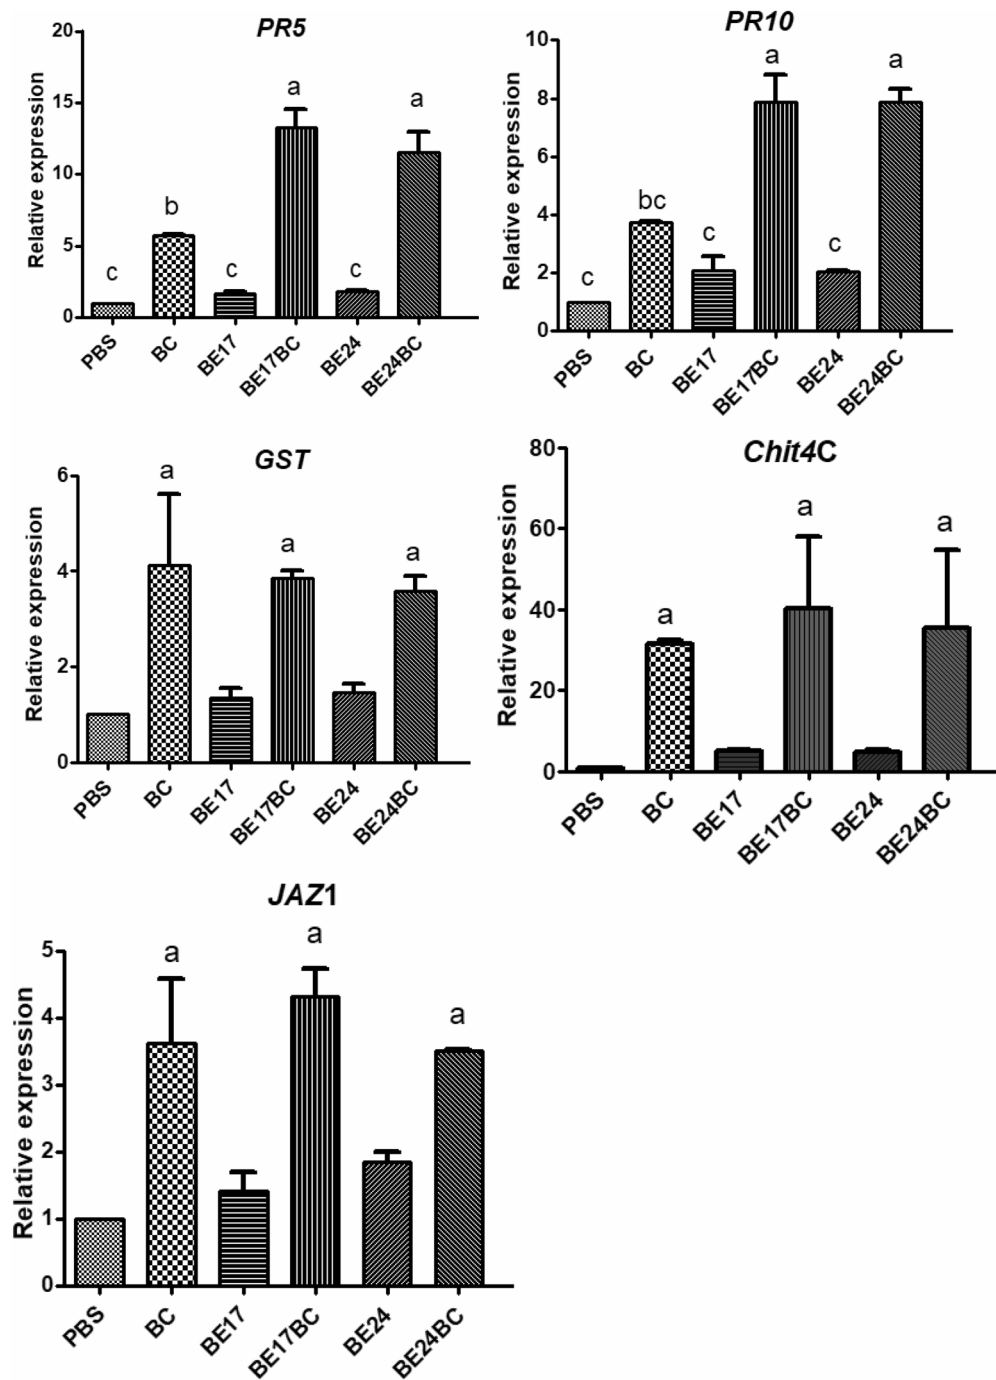 PR5
Relative expression
20
15
10
5
0
c
b
c
a
c
a
PBS
BC
BE17
BE17BC
BE24
BE24BC
PR10
Relative expression
10
8
6
4
2
0
c
bc
c
a
c
a
PBS
BC
BE17
BE17BC
BE24
BE24BC
GST
Relative expression
6
4
2
0
a
a
a
PBS
BC
BE17
BE17BC
BE24
BE24BC
Chit4C
Relative expression
80
60
40
20
0
a
a
a
PBS
BC
BE17
BE17BC
BE24
BE24BC
JAZ1
Relative expression
5
4
3
2
1
0
a
a
a
PBS
BC
BE17
BE17BC
BE24
BE24BC